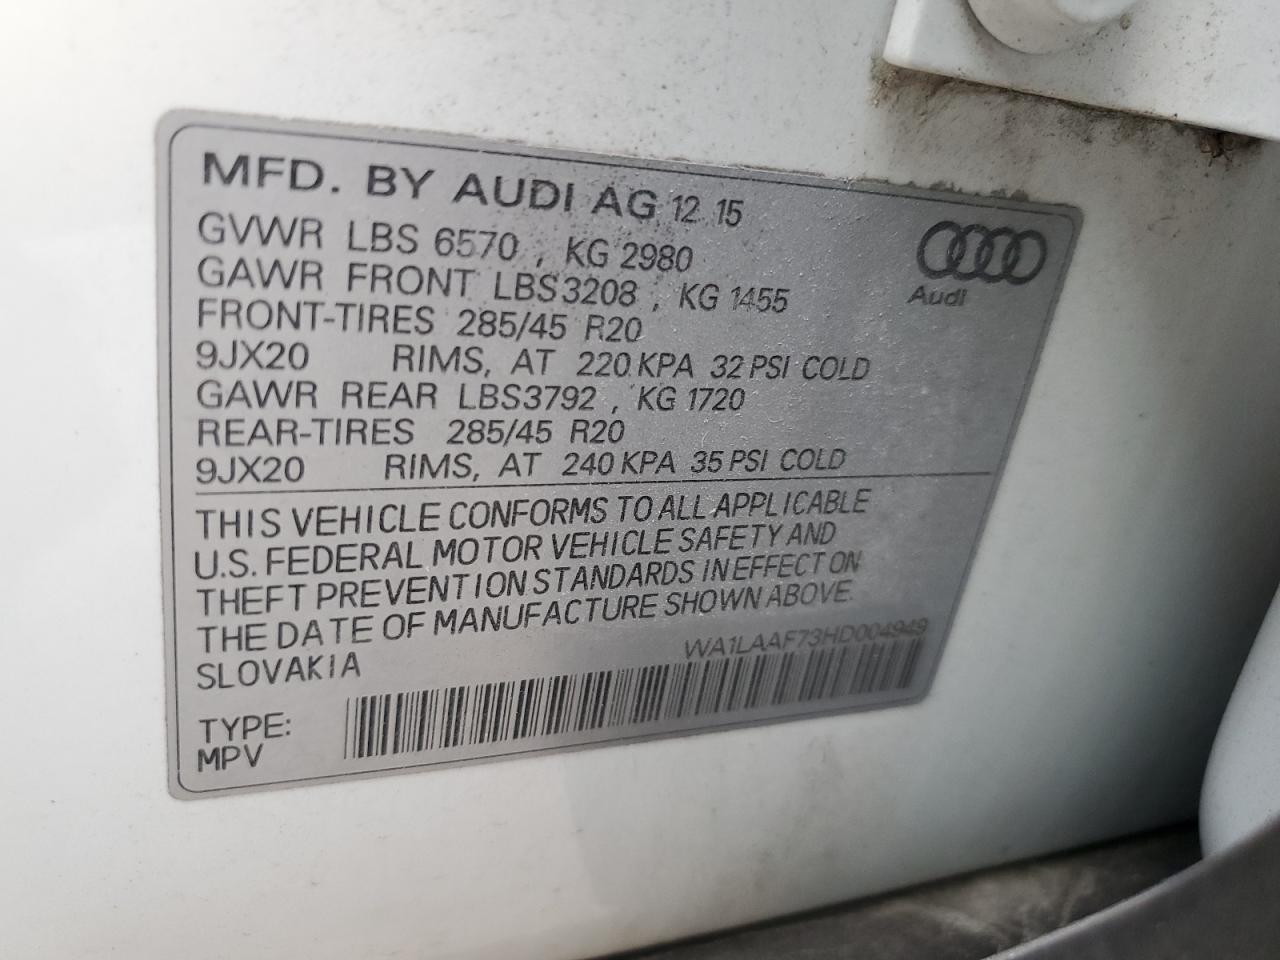 MFD. BY AUDI AG 12 15
GVWR LBS 6570 , KG 2980
GAWR FRONT LBS3208 , KG 1455
FRONT-TIRES 285/45 R20
9JX20 RIMS, AT 220 KPA 32 PSI COLD
GAWR REAR LBS3792 , KG 1720
REAR-TIRES 285/45 R20
9JX20 RIMS, AT 240 KPA 35 PSI COLD
Audi
THIS VEHICLE CONFORMS TO ALL APPLICABLE
U.S. FEDERAL MOTOR VEHICLE SAFETY AND
THEFT PREVENTION STANDARDS IN EFFECT ON
THE DATE OF MANUFACTURE SHOWN ABOVE.
SLOVAKIA
WA1LAAF73HD004949
TYPE:
MPV